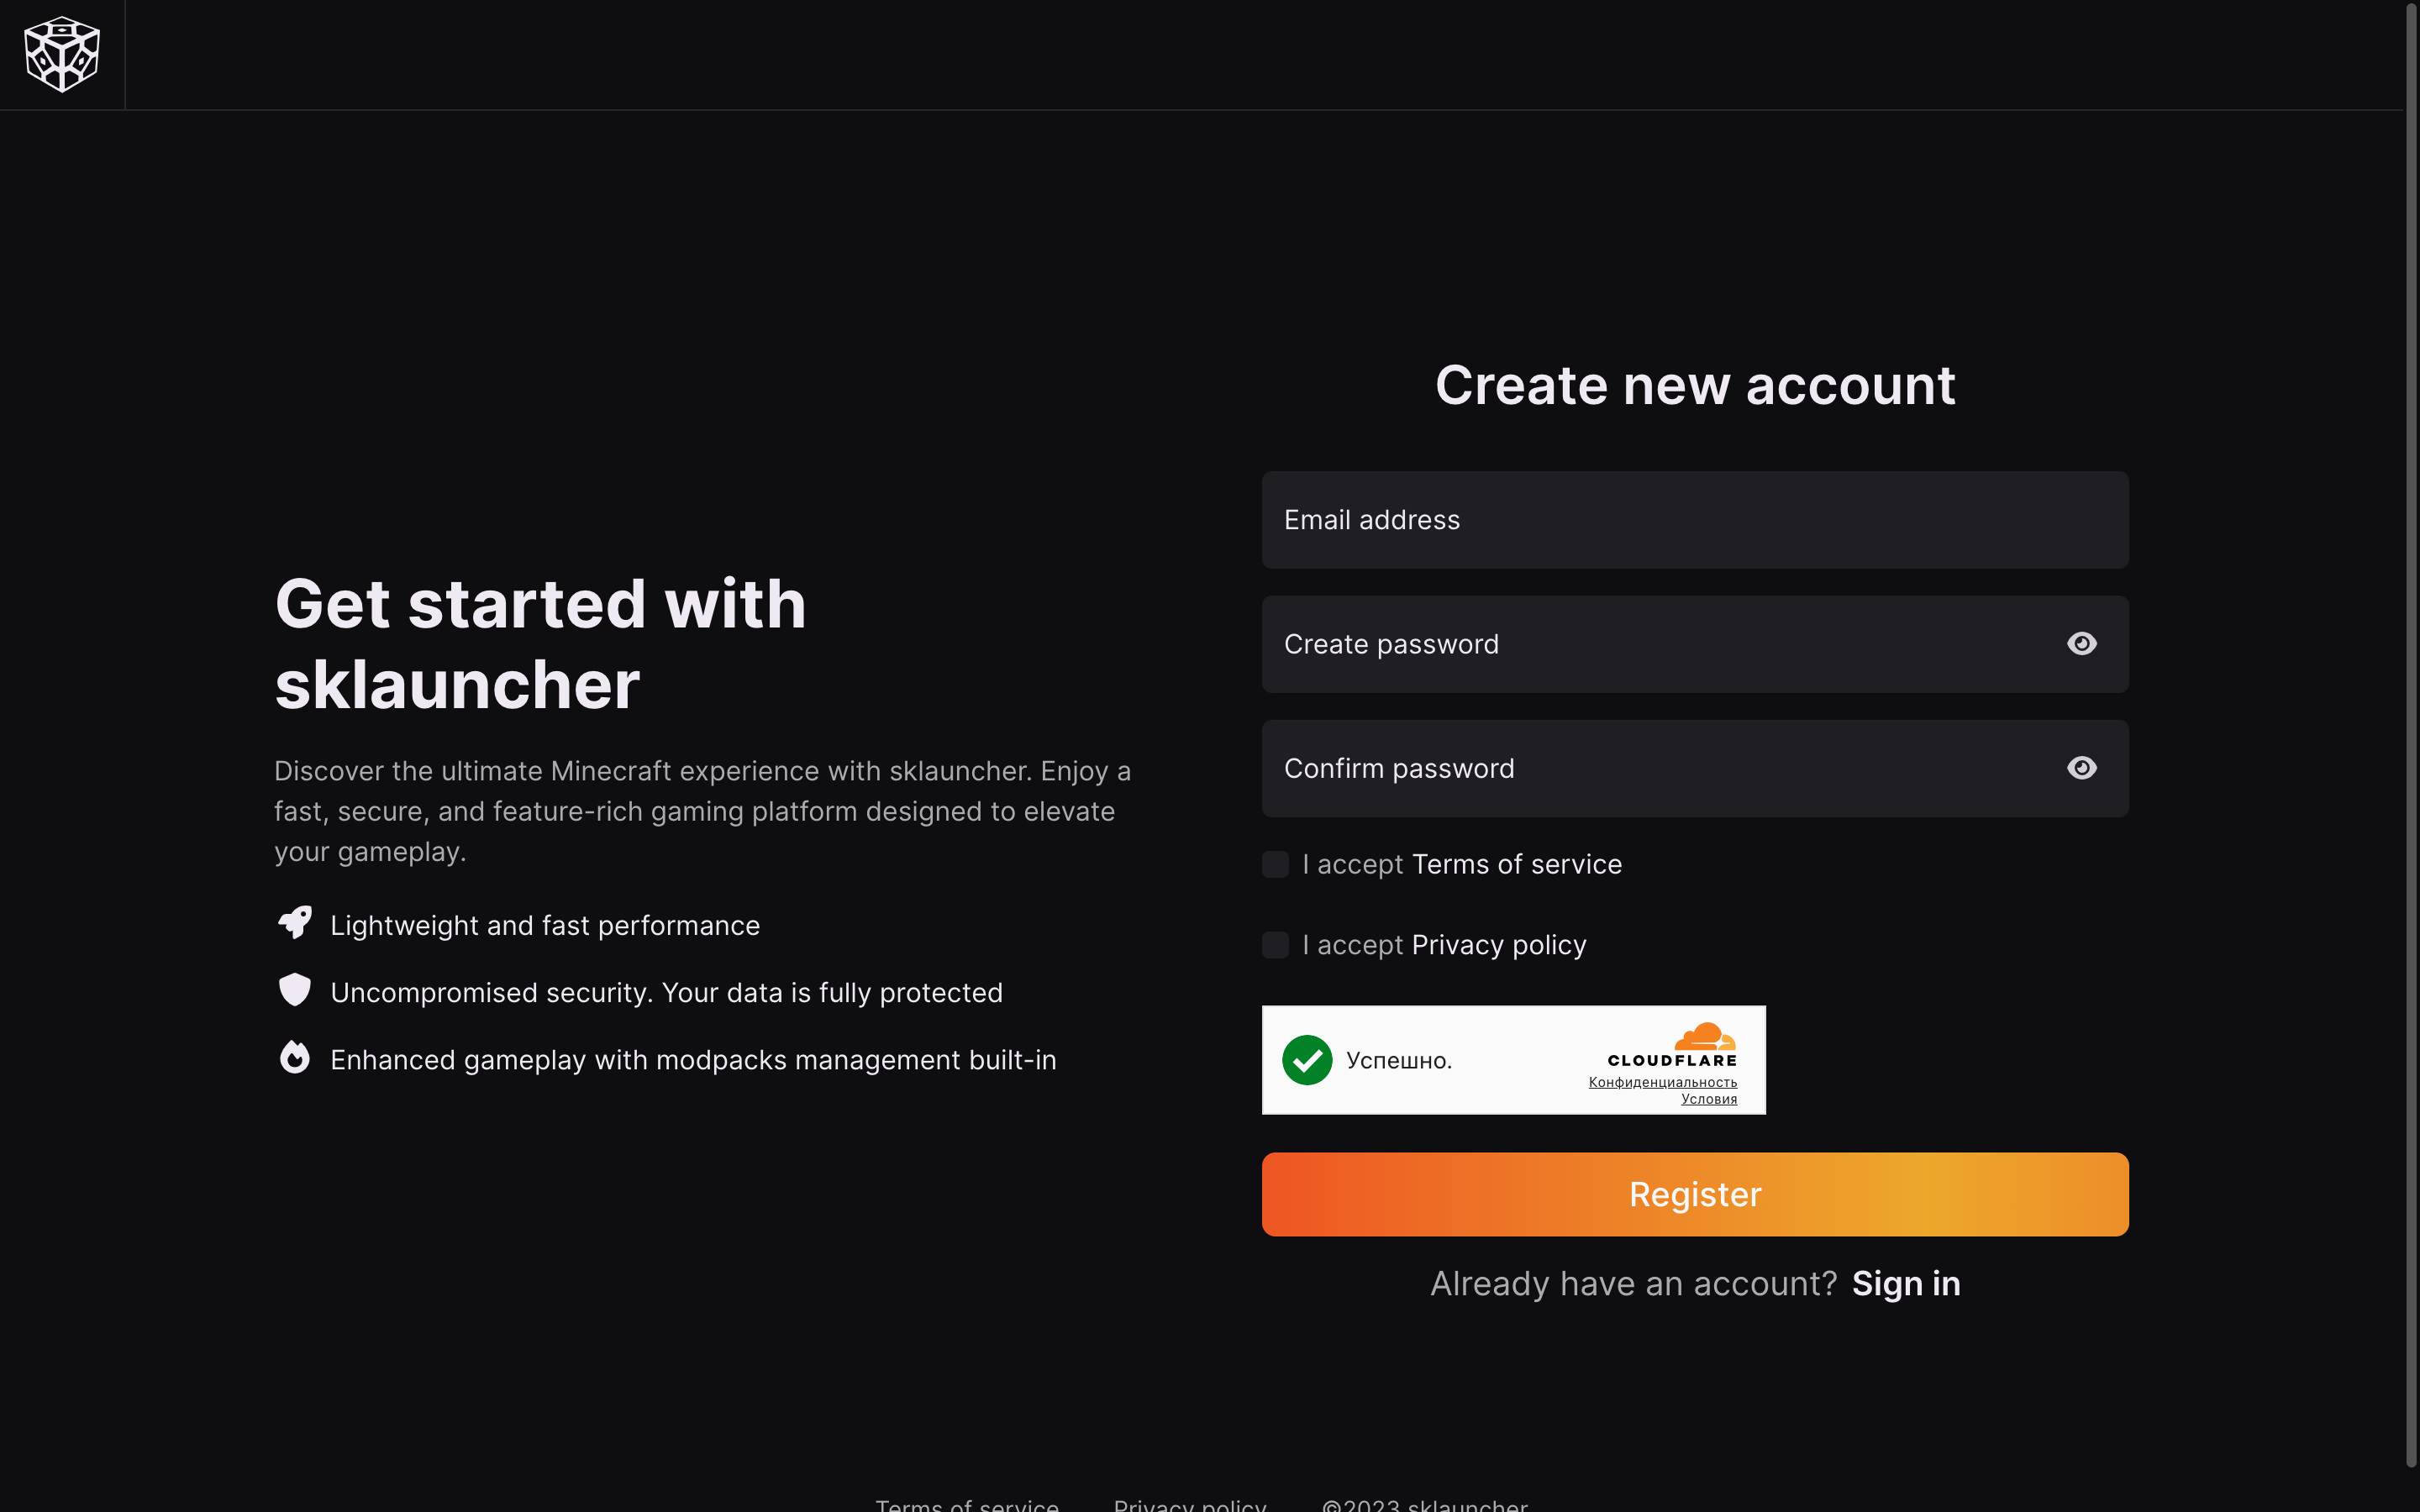 Get started with
sklauncher
Discover the ultimate Minecraft experience with sklauncher. Enjoy a
fast, secure, and feature-rich gaming platform designed to elevate
your gameplay.
Lightweight and fast performance
Uncompromised security. Your data is fully protected
Enhanced gameplay with modpacks management built-in
Create new account
Email address
Create password
Confirm password
I accept Terms of service
I accept Privacy policy
Успешно.
CLOUDFLARE
Конфиденциальность
Условия
Register
Already have an account? Sign in
Terms of service Privacy policy ©2023 sklauncher